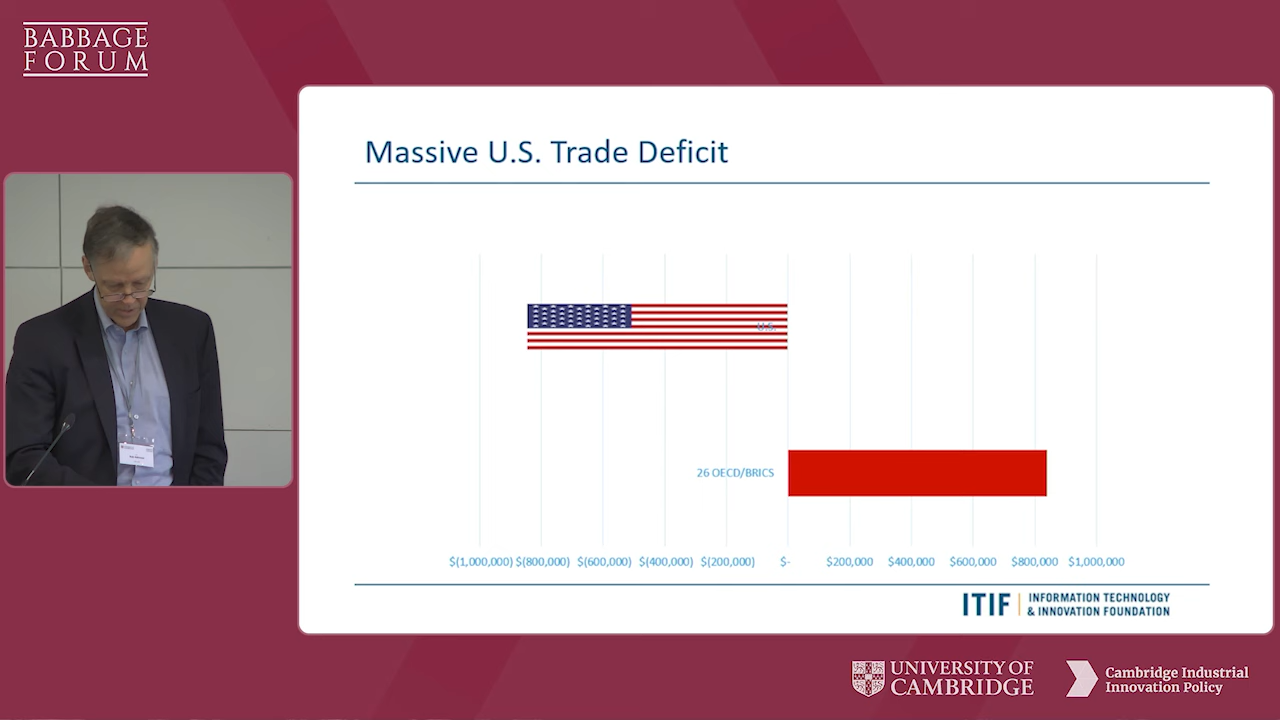 BABBAGE
FORUM
Massive U.S. Trade Deficit
U.S.
26 OECD/BRICS
$(1,000,000) $(800,000) $(600,000) $(400,000) $(200,000) $- $200,000 $400,000 $600,000 $800,000 $1,000,000
ITIF
INFORMATION TECHNOLOGY
& INNOVATION FOUNDATION
UNIVERSITY OF
CAMBRIDGE
Cambridge Industrial
Innovation Policy